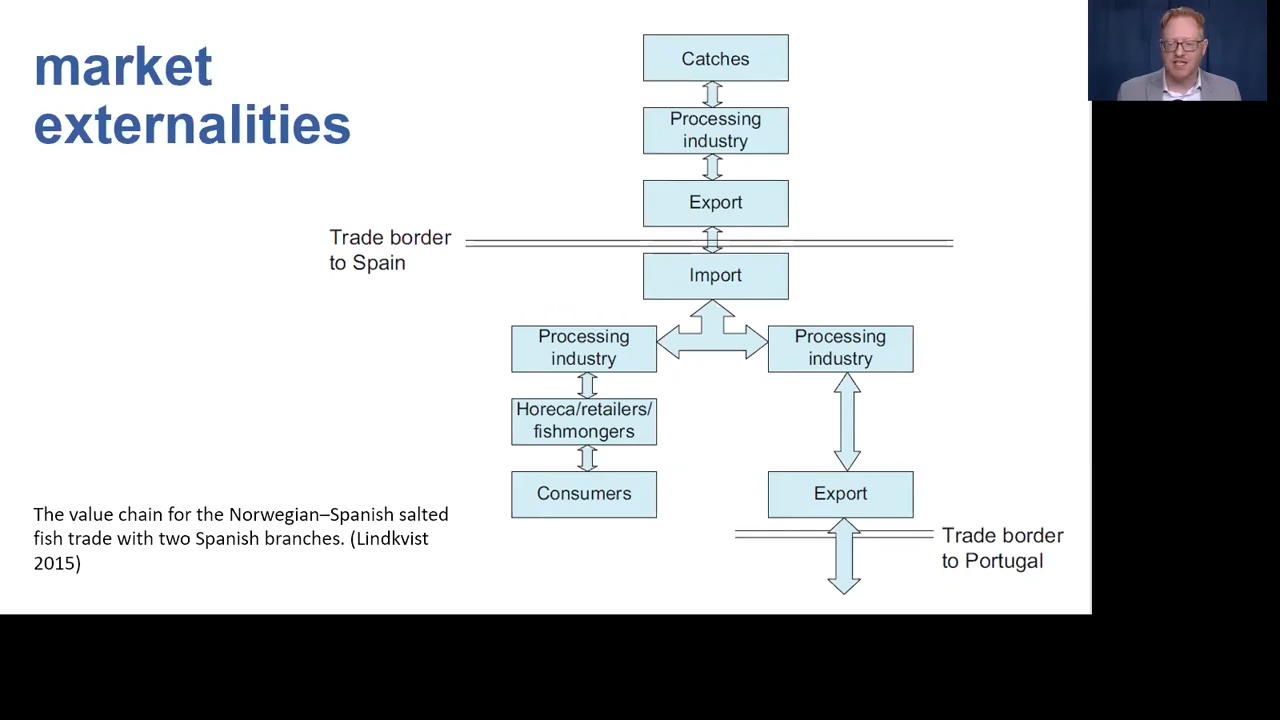 market
externalities
Catches
Processing
industry
Export
Trade border
to Spain
Import
Processing
industry
Processing
industry
Horeca/retailers/
fishmongers
Consumers
Export
The value chain for the Norwegian–Spanish salted
fish trade with two Spanish branches. (Lindkvist
2015)
Trade border
to Portugal